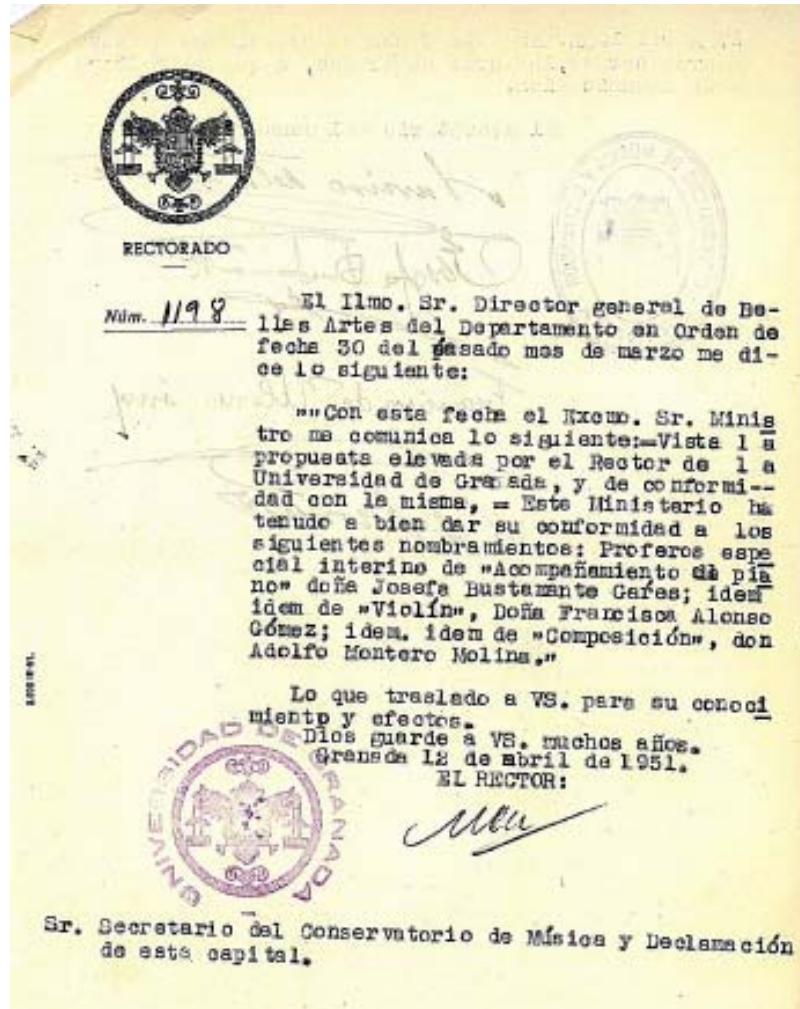 RECTORADO
Núm. 1198
El Ilmo. Sr. Director general de Be-
llas Artes del Departamento en Orden de
fecha 30 del pasado mes de marzo me di-
ce lo siguiente:
""Con esta fecha el Excmo. Sr. Minis
tro me comunica lo siguiente:=Vista l a
propuesta elevada por el Rector de l a
Universidad de Granada, y de conformi--
dad con la misma, = Este Ministerio ha
tenudo a bien dar su conformidad a los
siguientes nombramientos: Proferos espe
cial interino de "Acompañamiento de pia
no" doña Josefa Bustamante Garés; idem
idem de "Violín", Doña Francisca Alonso
Gómez; idem. idem de "Composición", don
Adolfo Montero Molina."
Lo que traslado a VS. para su conoci
miento y efectos.
Dios guarde a VS. muchos años.
Granada 12 de abril de 1951.
EL RECTOR:
UNIVERSIDAD DE GRANADA
Sr. Secretario del Conservatorio de Música y Declamación
de esta capital.